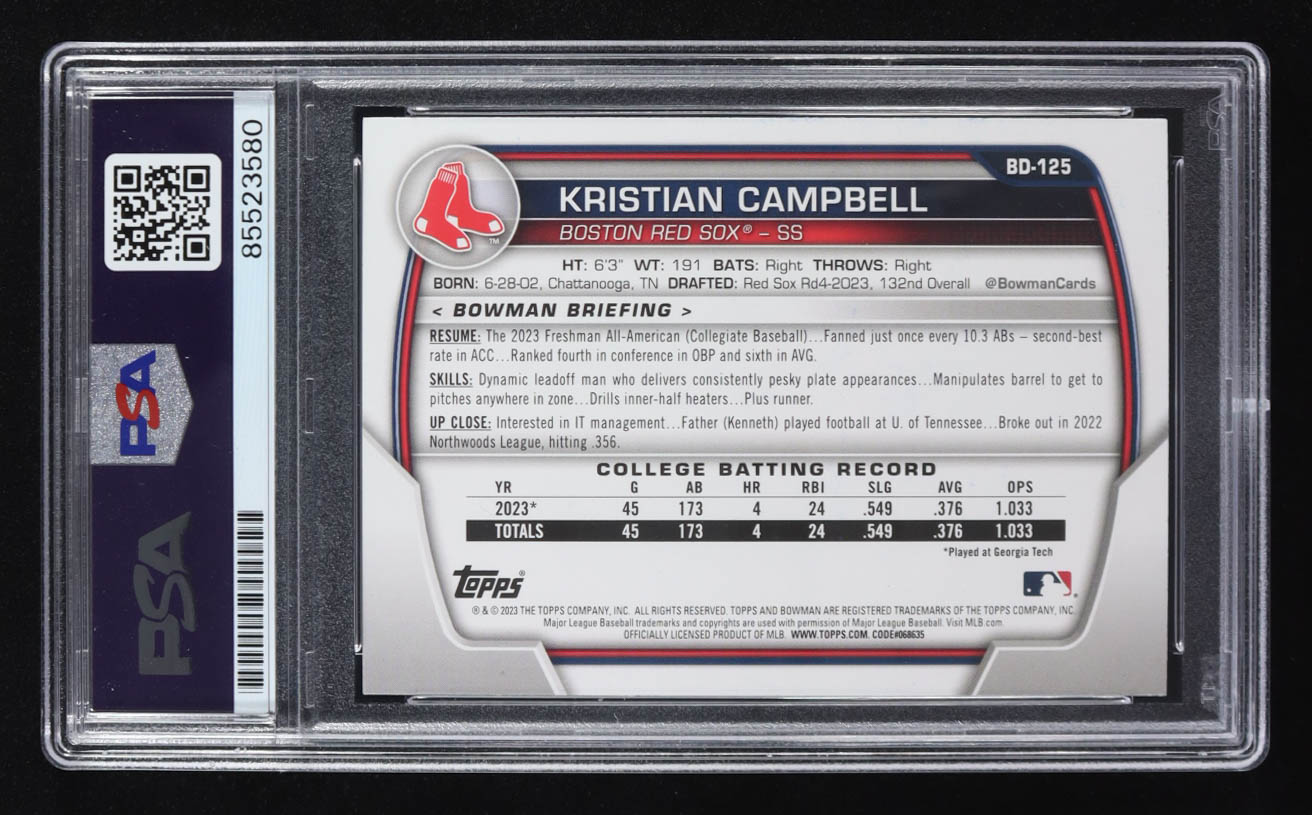 85523580
PSA
PSA
BD-125
KRISTIAN CAMPBELL
BOSTON RED SOX® – SS
TM
HT: 6'3" WT: 191 BATS: Right THROWS: Right
BORN: 6-28-02, Chattanooga, TN DRAFTED: Red Sox Rd4-2023, 132nd Overall @BowmanCards
< BOWMAN BRIEFING >
RESUME: The 2023 Freshman All-American (Collegiate Baseball)...Fanned just once every 10.3 ABs – second-best
rate in ACC...Ranked fourth in conference in OBP and sixth in AVG.
SKILLS: Dynamic leadoff man who delivers consistently pesky plate appearances...Manipulates barrel to get to
pitches anywhere in zone...Drills inner-half heaters...Plus runner.
UP CLOSE: Interested in IT management...Father (Kenneth) played football at U. of Tennessee...Broke out in 2022
Northwoods League, hitting .356.
COLLEGE BATTING RECORD
YR G AB HR RBI SLG AVG OPS
2023* 45 173 4 24 .549 .376 1.033
TOTALS 45 173 4 24 .549 .376 1.033
*Played at Georgia Tech
Topps®
® & © 2023 THE TOPPS COMPANY, INC. ALL RIGHTS RESERVED. TOPPS AND BOWMAN ARE REGISTERED TRADEMARKS OF THE TOPPS COMPANY, INC.
Major League Baseball trademarks and copyrights are used with permission of Major League Baseball. Visit MLB.com.
OFFICIALLY LICENSED PRODUCT OF MLB. WWW.TOPPS.COM. CODE#068635
PSA